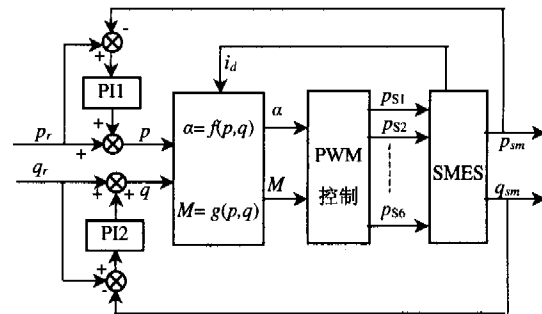 -
+
i_d
PI1
p_S1
+
p_r
+
p
α=f(p,q)
α
PWM
控制
p_S2
SMES
p_sm
q_r
+
+
q
M=g(p,q)
M
q_sm
PI2
p_S6
+
-